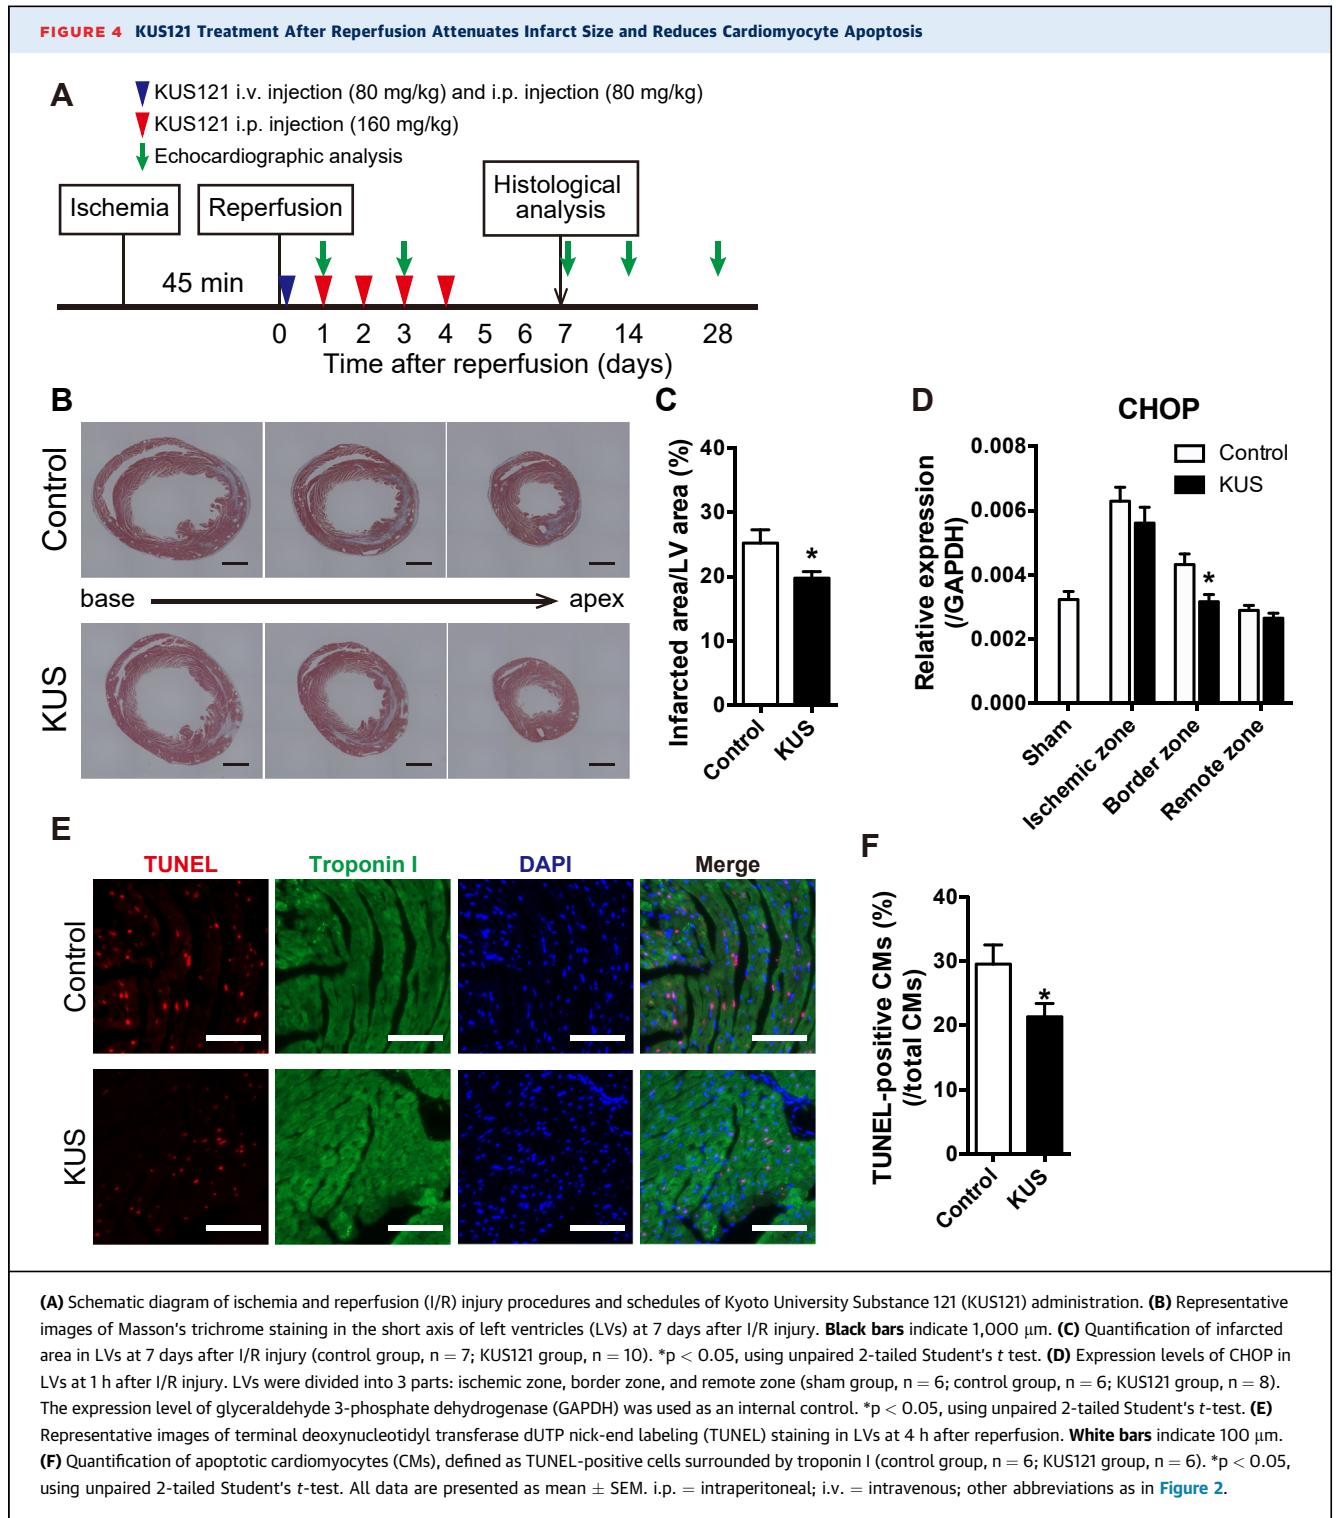 FIGURE 4 KUS121 Treatment After Reperfusion Attenuates Infarct Size and Reduces Cardiomyocyte Apoptosis
A
KUS121 i.v. injection (80 mg/kg) and i.p. injection (80 mg/kg)
KUS121 i.p. injection (160 mg/kg)
Echocardiographic analysis
Ischemia
Reperfusion
Histological
analysis
45 min
0 1 2 3 4 5 6 7 14 28
Time after reperfusion (days)
B
Control
base
apex
KUS
C
Infarcted area/LV area (%)
40
30
20
10
0
*
Control
KUS
D
CHOP
Relative expression
(/GAPDH)
0.008
0.006
0.004
0.002
0.000
Control
KUS
*
Sham
Ischemic zone
Border zone
Remote zone
E
TUNEL Troponin I DAPI Merge
Control
KUS
F
TUNEL-positive CMs (%)
(/total CMs)
40
30
20
10
0
*
Control
KUS
(A) Schematic diagram of ischemia and reperfusion (I/R) injury procedures and schedules of Kyoto University Substance 121 (KUS121) administration. (B) Representative
images of Masson's trichrome staining in the short axis of left ventricles (LVs) at 7 days after I/R injury. Black bars indicate 1,000 μm. (C) Quantification of infarcted
area in LVs at 7 days after I/R injury (control group, n = 7; KUS121 group, n = 10). *p < 0.05, using unpaired 2-tailed Student's t test. (D) Expression levels of CHOP in
LVs at 1 h after I/R injury. LVs were divided into 3 parts: ischemic zone, border zone, and remote zone (sham group, n = 6; control group, n = 6; KUS121 group, n = 8).
The expression level of glyceraldehyde 3-phosphate dehydrogenase (GAPDH) was used as an internal control. *p < 0.05, using unpaired 2-tailed Student's t-test. (E)
Representative images of terminal deoxynucleotidyl transferase dUTP nick-end labeling (TUNEL) staining in LVs at 4 h after reperfusion. White bars indicate 100 μm.
(F) Quantification of apoptotic cardiomyocytes (CMs), defined as TUNEL-positive cells surrounded by troponin I (control group, n = 6; KUS121 group, n = 6). *p < 0.05,
using unpaired 2-tailed Student's t-test. All data are presented as mean ± SEM. i.p. = intraperitoneal; i.v. = intravenous; other abbreviations as in Figure 2.